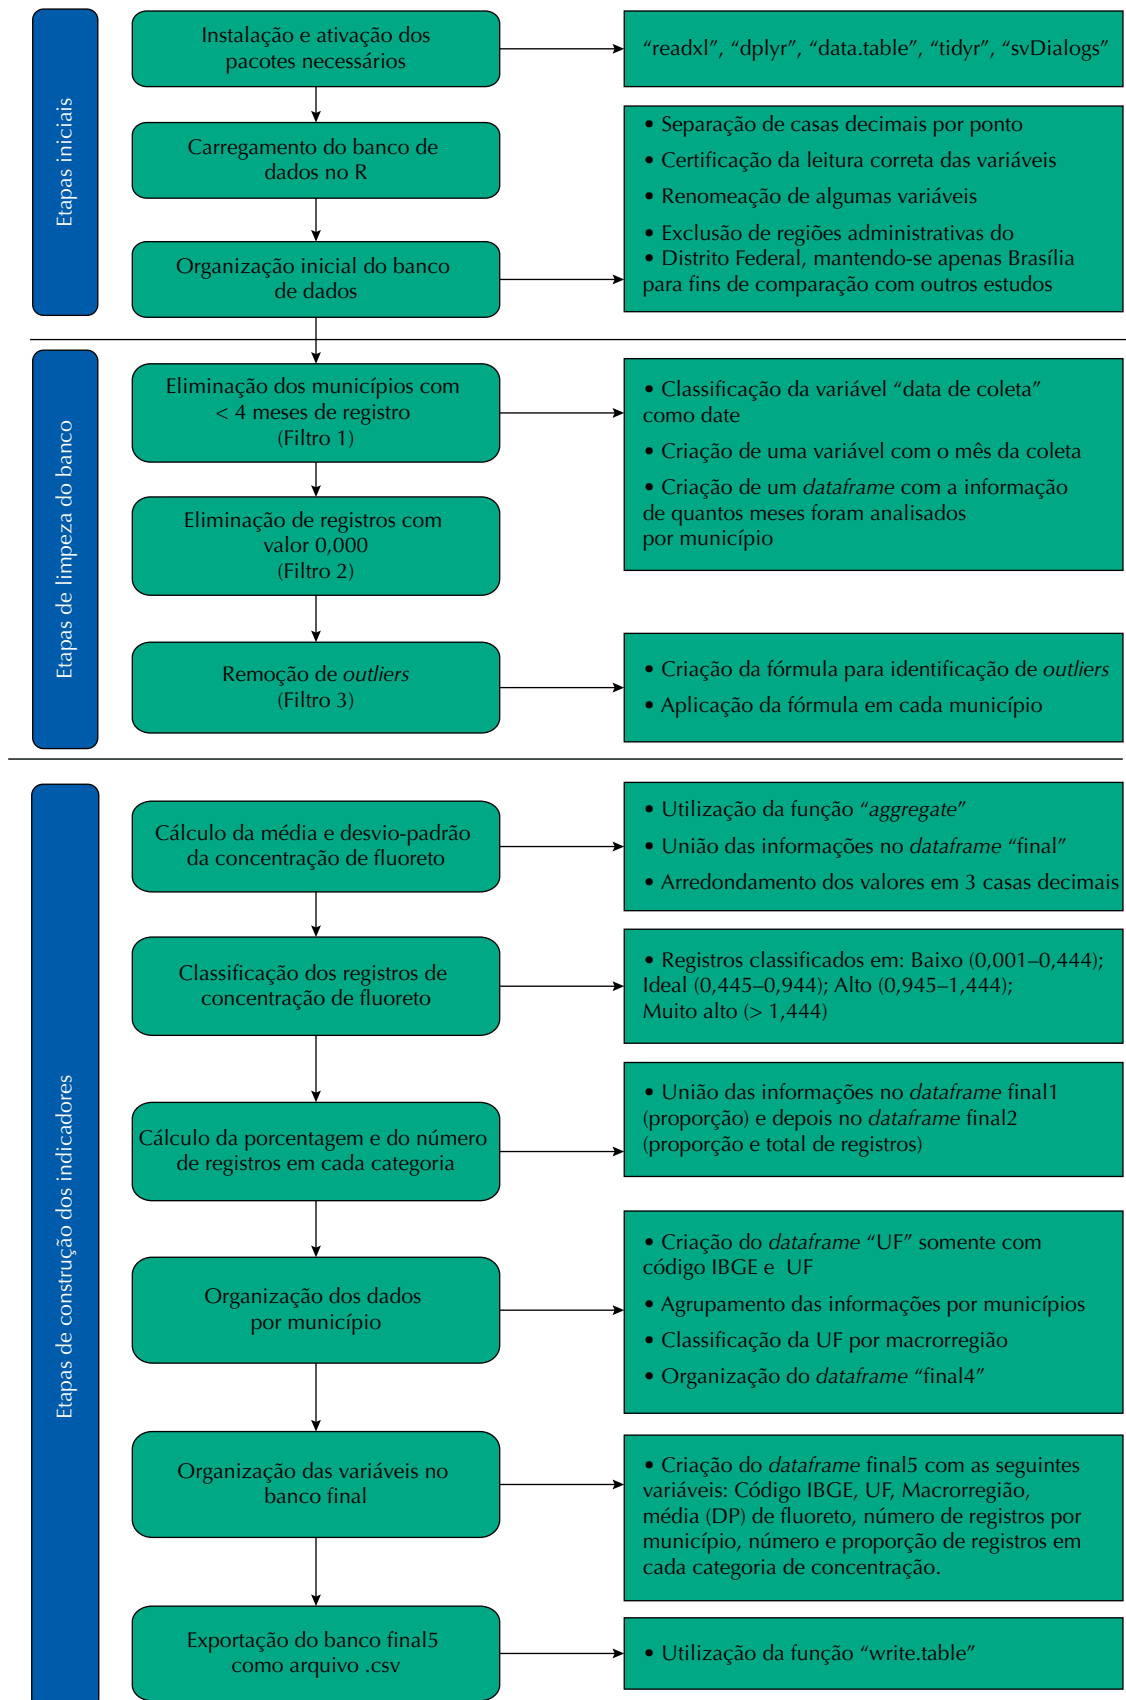 Etapas iniciais
Instalação e ativação dos
pacotes necessários
“readxl”, “dplyr”, “data.table”, “tidyr”, “svDialogs”
Carregamento do banco de
dados no R
Organização inicial do banco
de dados
• Separação de casas decimais por ponto
• Certificação da leitura correta das variáveis
• Renomeação de algumas variáveis
• Exclusão de regiões administrativas do
• Distrito Federal, mantendo-se apenas Brasília
para fins de comparação com outros estudos
Etapas de limpeza do banco
Eliminação dos municípios com
< 4 meses de registro
(Filtro 1)
• Classificação da variável “data de coleta”
como date
• Criação de uma variável com o mês da coleta
• Criação de um dataframe com a informação
de quantos meses foram analisados
por município
Eliminação de registros com
valor 0,000
(Filtro 2)
Remoção de outliers
(Filtro 3)
• Criação da fórmula para identificação de outliers
• Aplicação da fórmula em cada município
Etapas de construção dos indicadores
Cálculo da média e desvio-padrão
da concentração de fluoreto
• Utilização da função “aggregate”
• União das informações no dataframe “final”
• Arredondamento dos valores em 3 casas decimais
Classificação dos registros de
concentração de fluoreto
• Registros classificados em: Baixo (0,001–0,444);
Ideal (0,445–0,944); Alto (0,945–1,444);
Muito alto (> 1,444)
Cálculo da porcentagem e do número
de registros em cada categoria
• União das informações no dataframe final1
(proporção) e depois no dataframe final2
(proporção e total de registros)
Organização dos dados
por município
• Criação do dataframe “UF” somente com
código IBGE e UF
• Agrupamento das informações por municípios
• Classificação da UF por macrorregião
• Organização do dataframe “final4”
Organização das variáveis no
banco final
• Criação do dataframe final5 com as seguintes
variáveis: Código IBGE, UF, Macrorregião,
média (DP) de fluoreto, número de registros por
município, número e proporção de registros em
cada categoria de concentração.
Exportação do banco final5
como arquivo .csv
• Utilização da função “write.table”